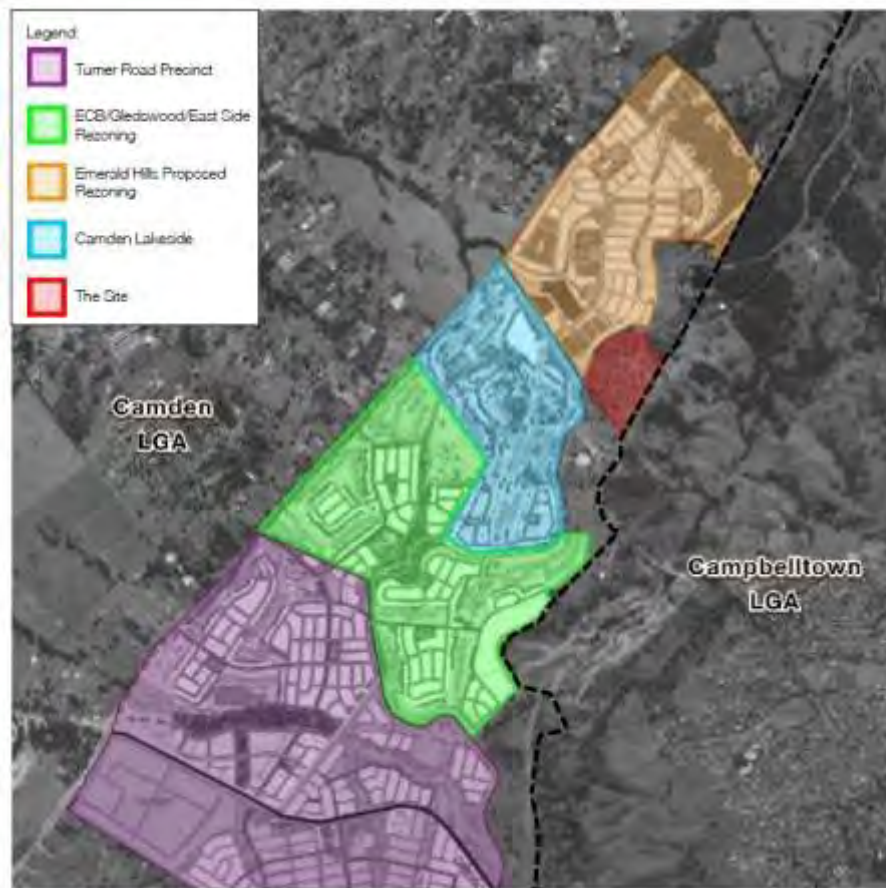 Legend:
Turner Road Precinct
ECB/Gledswood/East Side
Rezoning
Emerald Hills Proposed
Rezoning
Camden Lakeside
The Site
Camden
LGA
Campbelltown
LGA